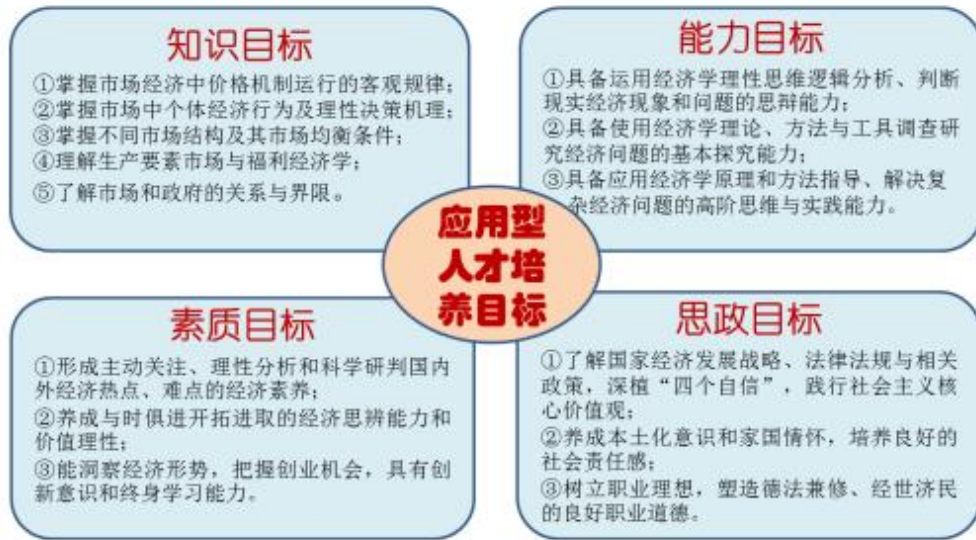 知识目标
①掌握市场经济中价格机制运行的客观规律；
②掌握市场中个体经济行为及理性决策机理；
③掌握不同市场结构及其市场均衡条件；
④理解生产要素市场与福利经济学；
⑤了解市场和政府的关系与界限。
能力目标
①具备运用经济学理性思维逻辑分析、判断
现实经济现象和问题的思辩能力；
②具备使用经济学理论、方法与工具调查研
究经济问题的基本探究能力；
③具备应用经济学原理和方法指导、解决复
杂经济问题的高阶思维与实践能力。
应用型
人才培
养目标
素质目标
①形成主动关注、理性分析和科学研判国内
外经济热点、难点的经济素养；
②养成与时俱进开拓进取的经济思辨能力和
价值理性；
③能洞察经济形势，把握创业机会，具有创
新意识和终身学习能力。
思政目标
①了解国家经济发展战略、法律法规与相关
政策，深植“四个自信”，践行社会主义核
心价值观；
②养成本土化意识和家国情怀，培养良好的
社会责任感；
③树立职业理想，塑造德法兼修、经世济民
的良好职业道德。